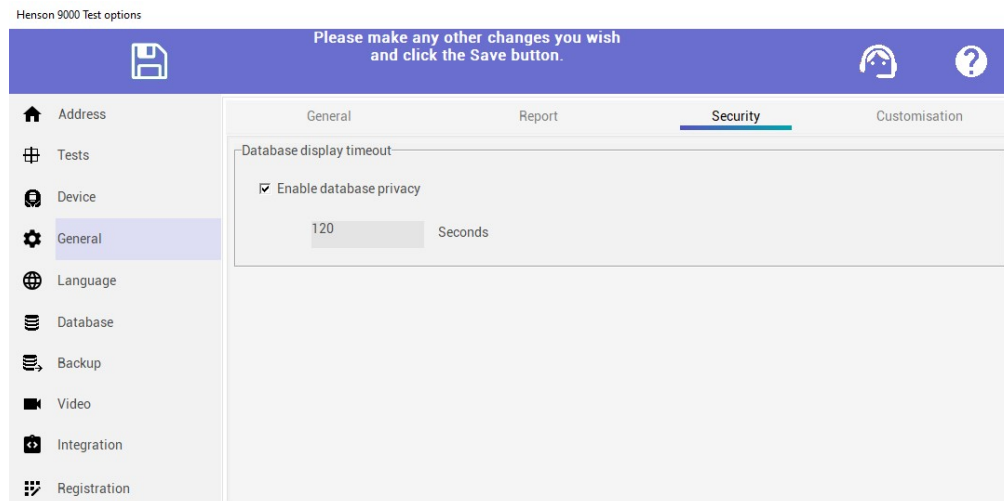 Henson 9000 Test options
Please make any other changes you wish
and click the Save button.
Address
Tests
Device
General
Language
Database
Backup
Video
Integration
Registration
General
Report
Security
Customisation
Database display timeout
Enable database privacy
120
Seconds